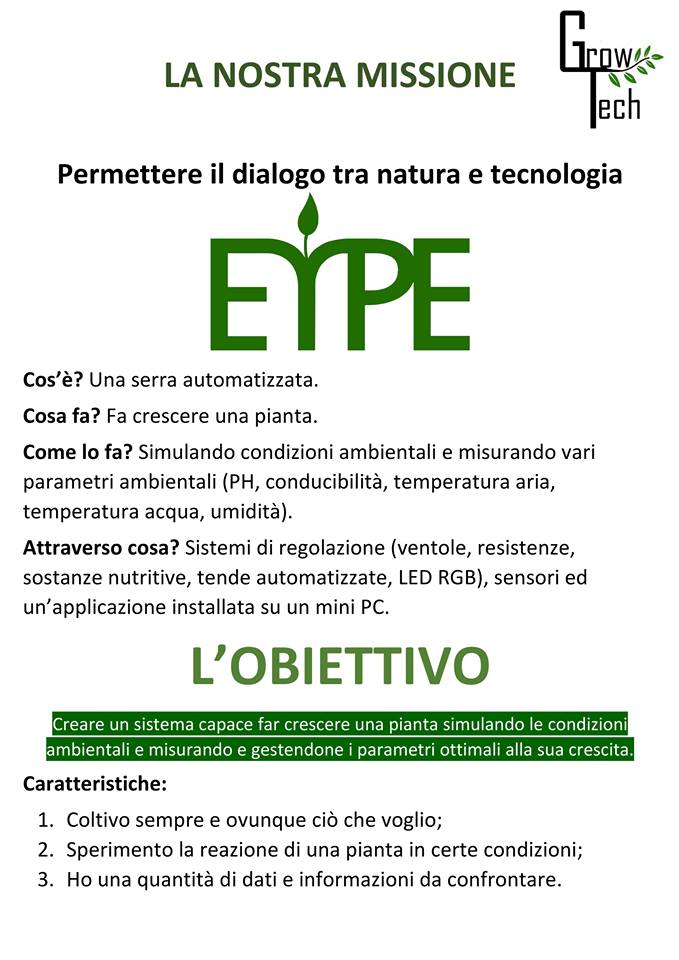 LA NOSTRA MISSIONE
Grow
Tech
Permettere il dialogo tra natura e tecnologia
EYPE
Cos’è? Una serra automatizzata.
Cosa fa? Fa crescere una pianta.
Come lo fa? Simulando condizioni ambientali e misurando vari
parametri ambientali (PH, conducibilità, temperatura aria,
temperatura acqua, umidità).
Attraverso cosa? Sistemi di regolazione (ventole, resistenze,
sostanze nutritive, tende automatizzate, LED RGB), sensori ed
un’applicazione installata su un mini PC.
L’OBIETTIVO
Creare un sistema capace far crescere una pianta simulando le condizioni
ambientali e misurando e gestendone i parametri ottimali alla sua crescita.
Caratteristiche:
1. Coltivo sempre e ovunque ciò che voglio;
2. Sperimento la reazione di una pianta in certe condizioni;
3. Ho una quantità di dati e informazioni da confrontare.